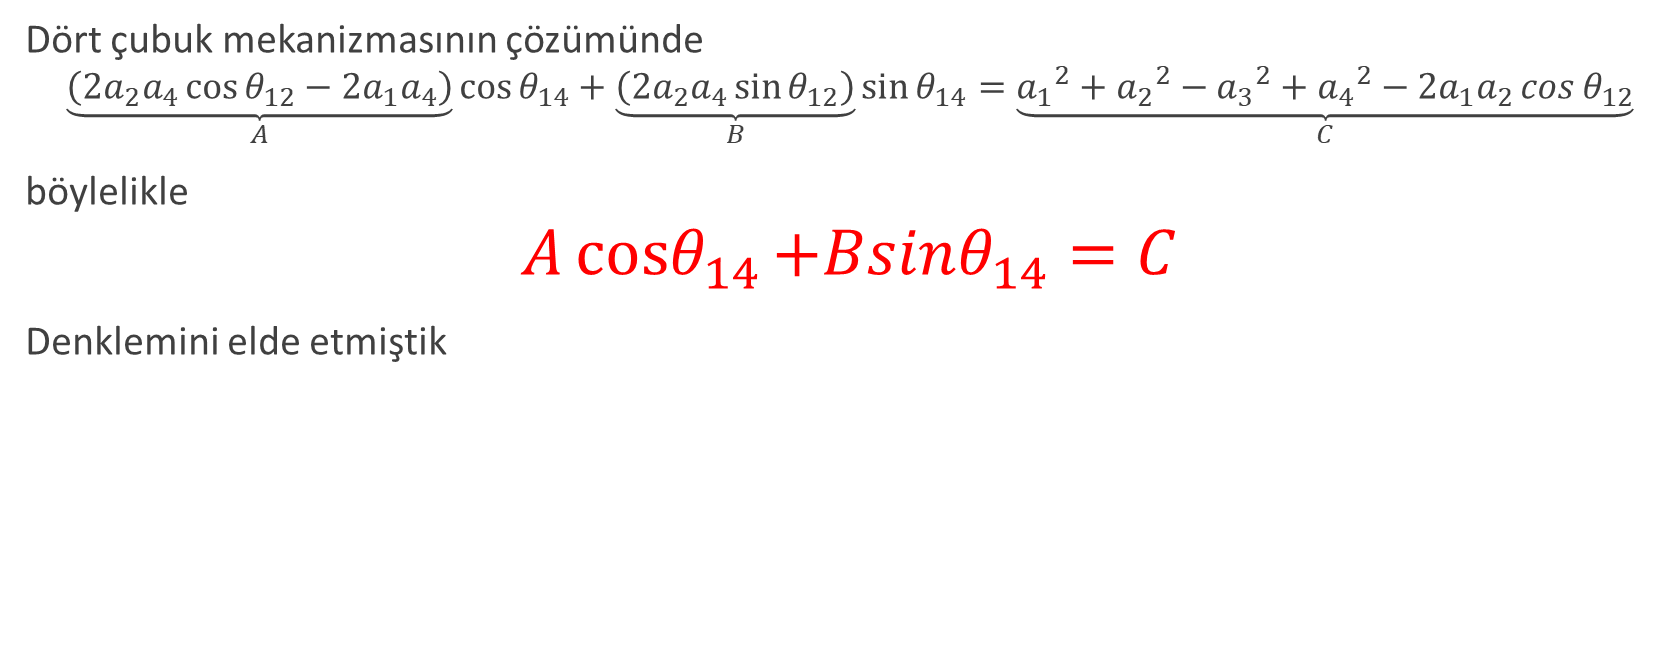 Dört çubuk mekanizmasının çözümünde
(2a₂a₄ cos θ₁₂ − 2a₁a₄) cos θ₁₄ + (2a₂a₄ sin θ₁₂) sin θ₁₄ = a₁² + a₂² − a₃² + a₄² − 2a₁a₂ cos θ₁₂
A B C
böylelikle
A cosθ₁₄ +Bsinθ₁₄ = C
Denklemini elde etmiştik